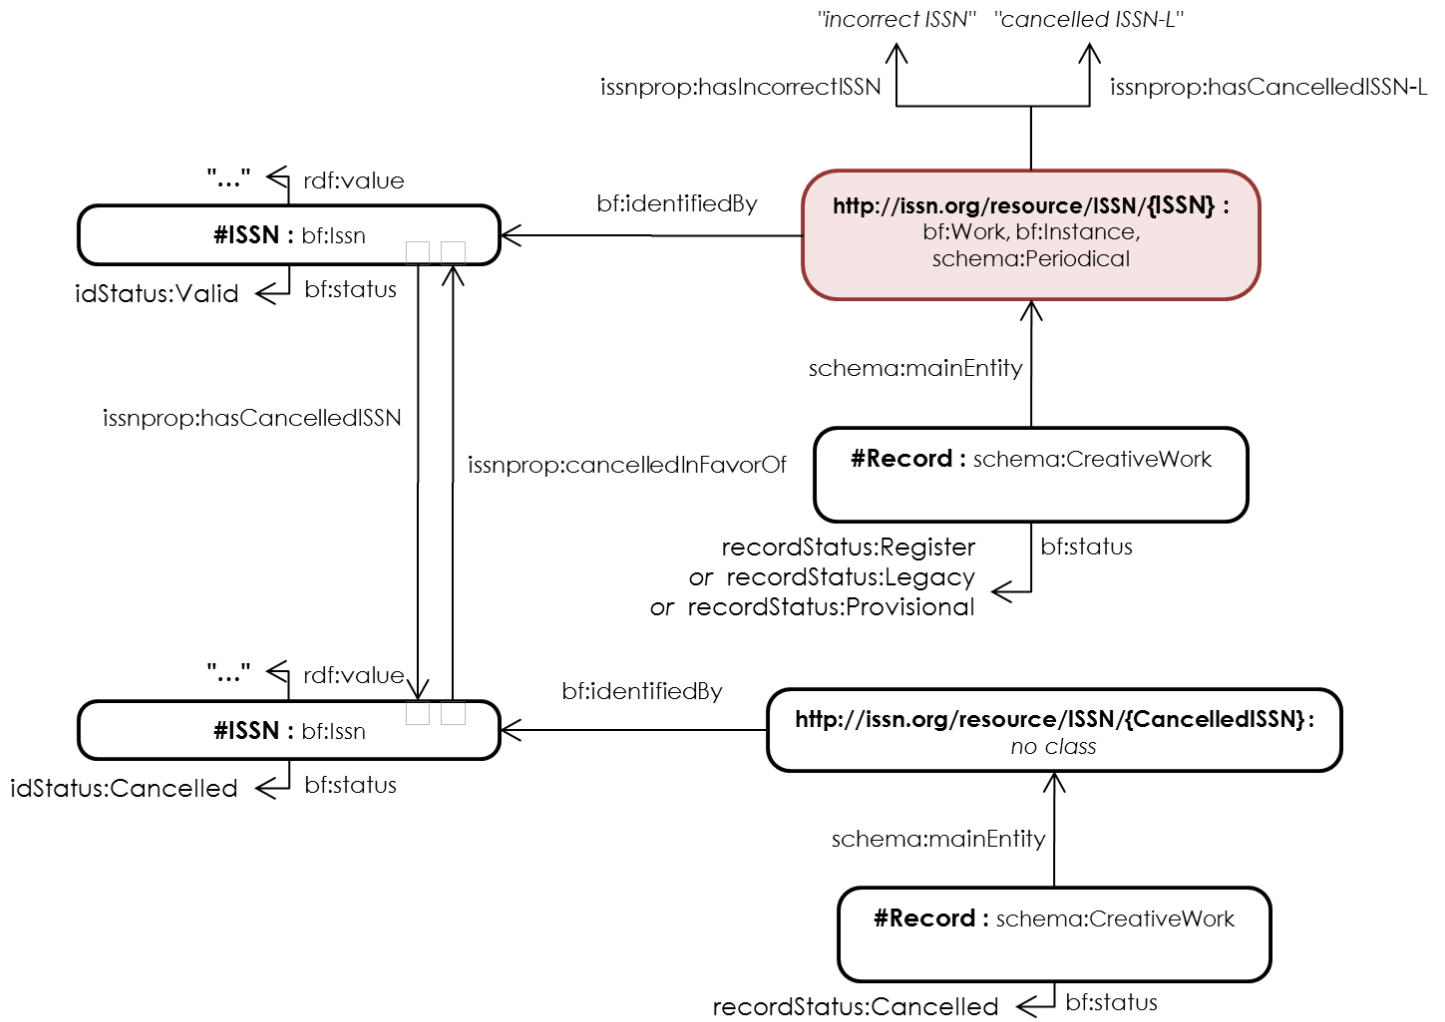 "incorrect ISSN" "cancelled ISSN-L"
issnprop:hasIncorrectISSN
issnprop:hasCancelledISSN-L
"..."
rdf:value
#ISSN : bf:Issn
idStatus:Valid
bf:status
bf:identifiedBy
http://issn.org/resource/ISSN/{ISSN} :
bf:Work, bf:Instance,
schema:Periodical
schema:mainEntity
issnprop:hasCancelledISSN
issnprop:cancelledInFavorOf
#Record : schema:CreativeWork
recordStatus:Register
or recordStatus:Legacy
or recordStatus:Provisional
bf:status
"..."
rdf:value
#ISSN : bf:Issn
idStatus:Cancelled
bf:status
bf:identifiedBy
http://issn.org/resource/ISSN/{CancelledISSN} :
no class
schema:mainEntity
#Record : schema:CreativeWork
recordStatus:Cancelled
bf:status